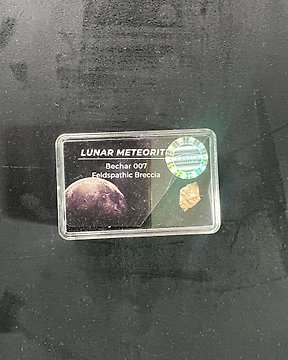 LUNAR METEORITE
Bechar 007
Feldspathic Breccia